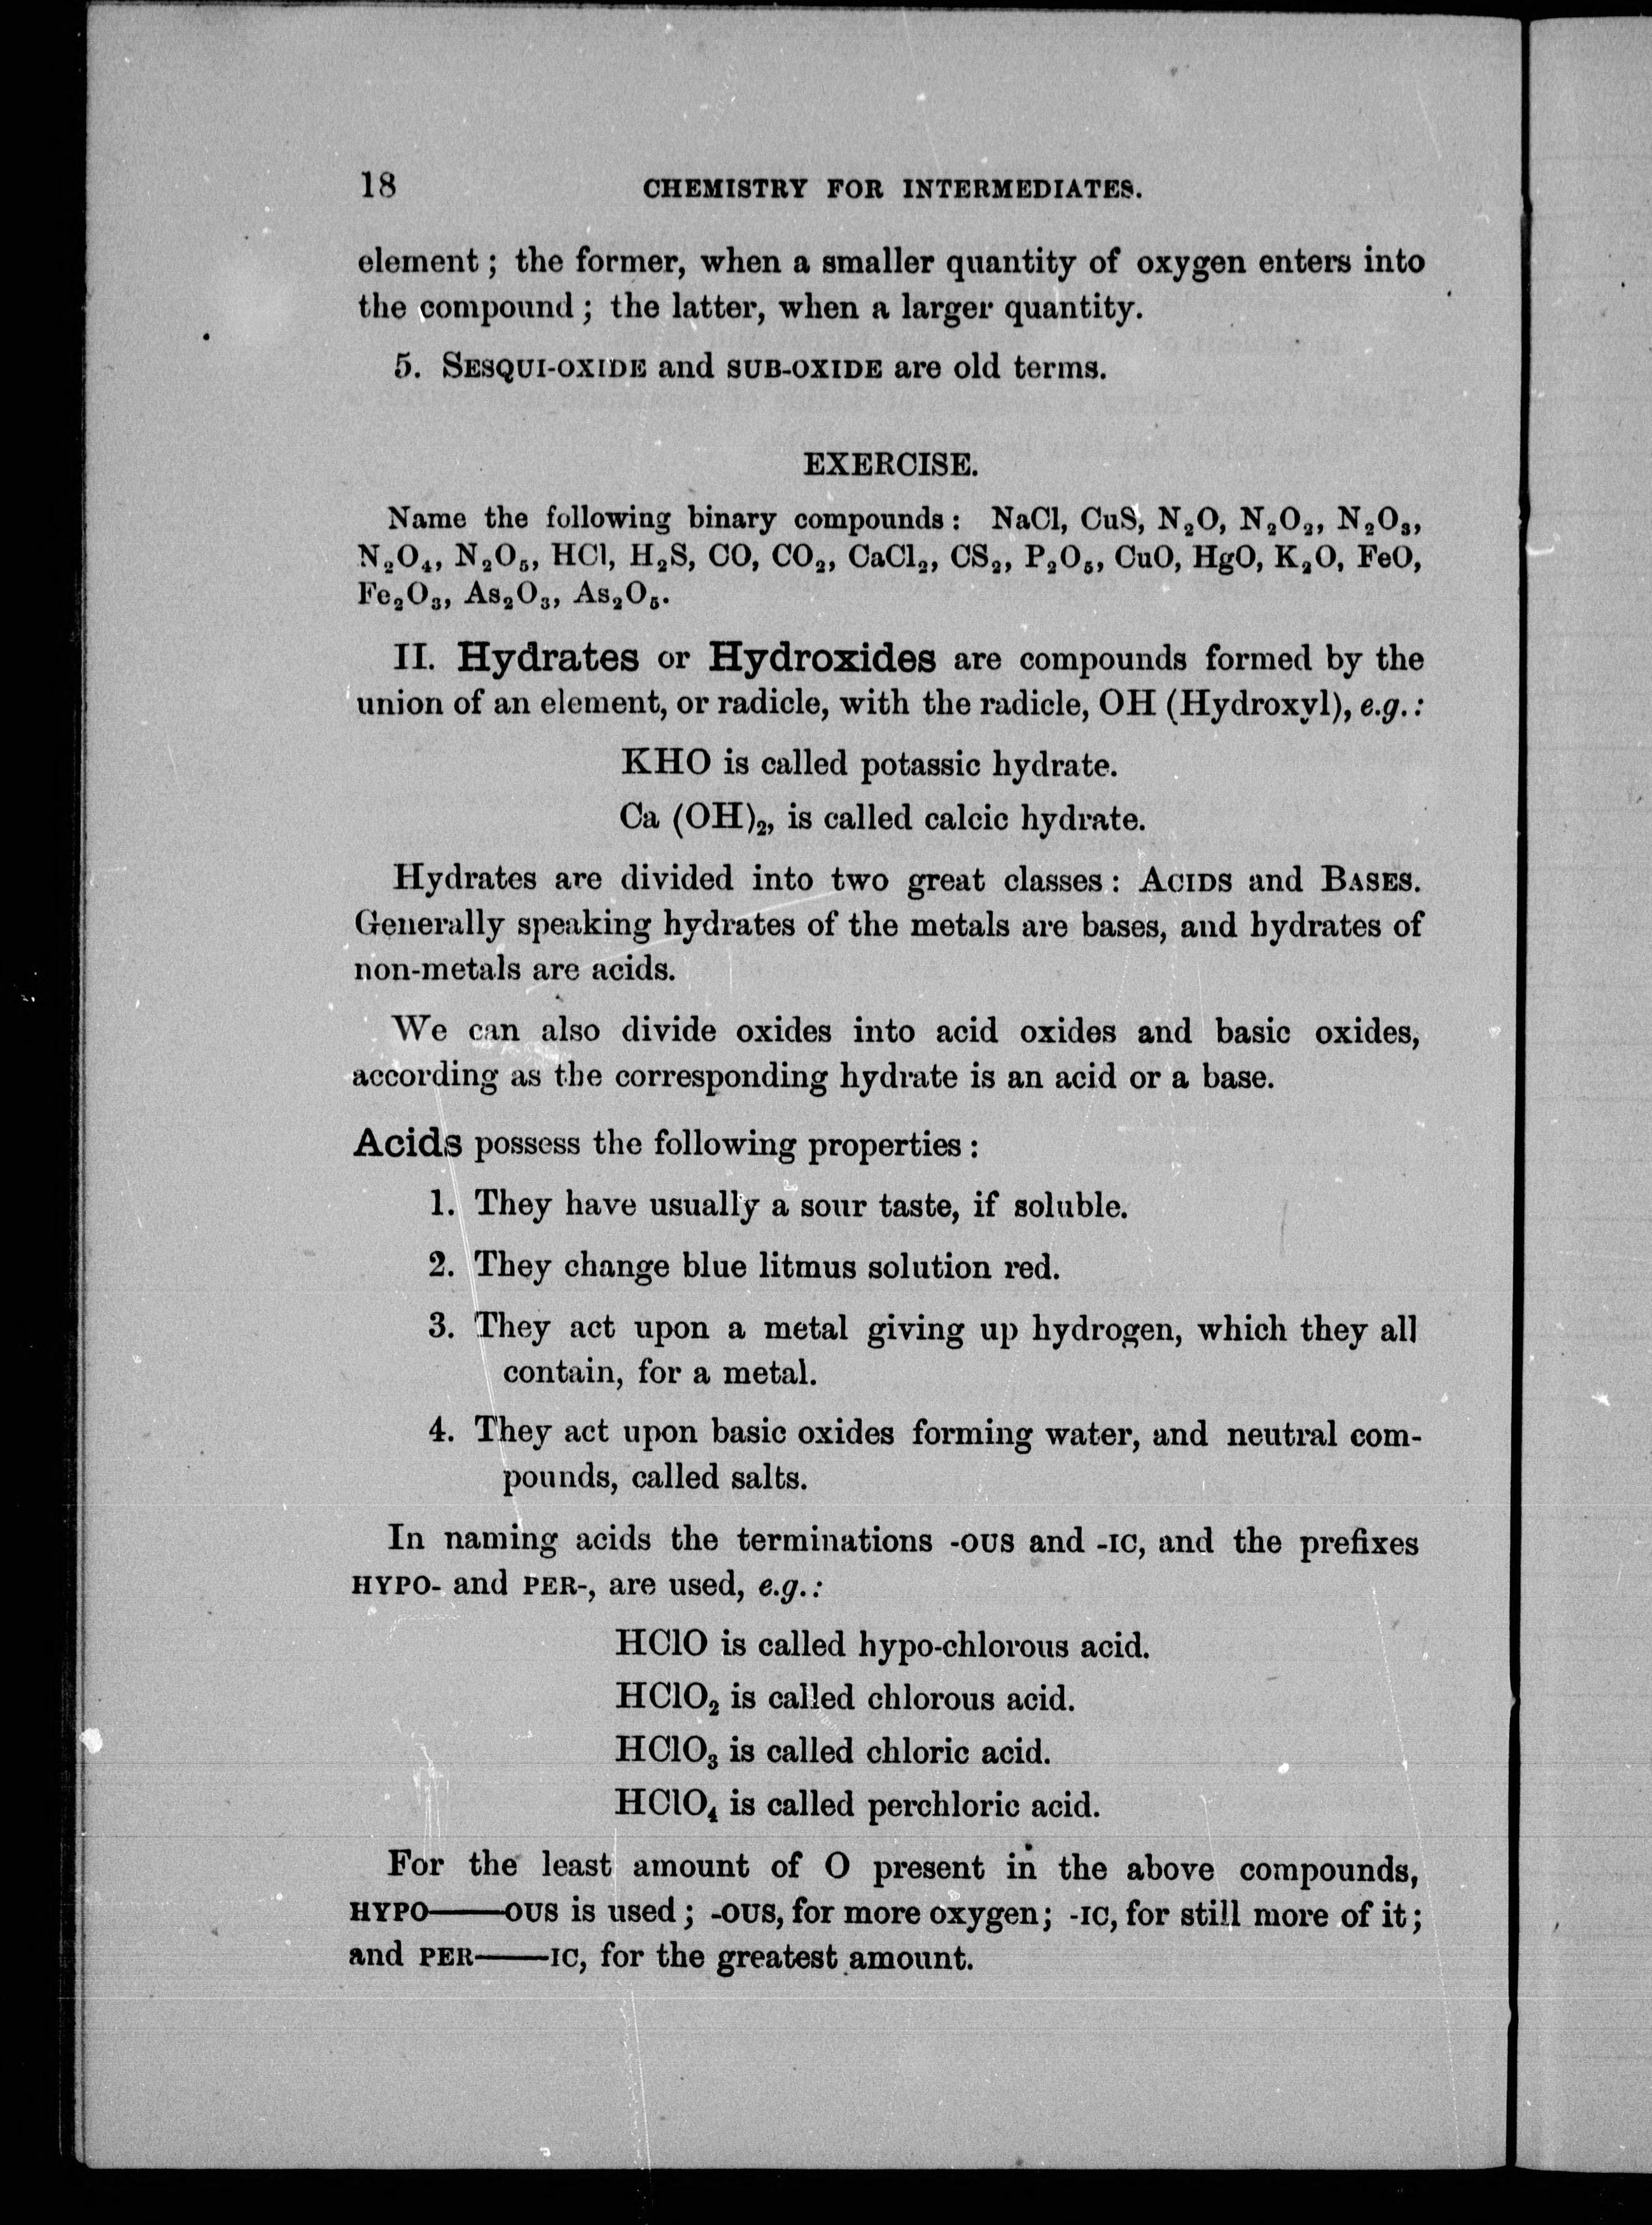 18 CHEMISTRY FOR INTERMEDIATES.
element ; the former, when a smaller quantity of oxygen enters into
the compound ; the latter, when a larger quantity.
5. SESQUI-OXIDE and SUB-OXIDE are old terms.
EXERCISE.
Name the following binary compounds : NaCl, CuS, N₂O, N₂O₂, N₂O₃,
N₂O₄, N₂O₅, HCl, H₂S, CO, CO₂, CaCl₂, CS₂, P₂O₅, CuO, HgO, K₂O, FeO,
Fe₂O₃, As₂O₃, As₂O₅.
II. Hydrates or Hydroxides are compounds formed by the
union of an element, or radicle, with the radicle, OH (Hydroxyl), e.g. :
KHO is called potassic hydrate.
Ca (OH)₂, is called calcic hydrate.
Hydrates are divided into two great classes : ACIDS and BASES.
Generally speaking hydrates of the metals are bases, and hydrates of
non-metals are acids.
We can also divide oxides into acid oxides and basic oxides,
according as the corresponding hydrate is an acid or a base.
Acids possess the following properties :
1. They have usually a sour taste, if soluble.
2. They change blue litmus solution red.
3. They act upon a metal giving up hydrogen, which they all
contain, for a metal.
4. They act upon basic oxides forming water, and neutral com-
pounds, called salts.
In naming acids the terminations -OUS and -IC, and the prefixes
HYPO- and PER-, are used, e.g. :
HClO is called hypo-chlorous acid.
HClO₂ is called chlorous acid.
HClO₃ is called chloric acid.
HClO₄ is called perchloric acid.
For the least amount of O present in the above compounds,
HYPO——OUS is used ; -OUS, for more oxygen; -IC, for still more of it ;
and PER——IC, for the greatest amount.